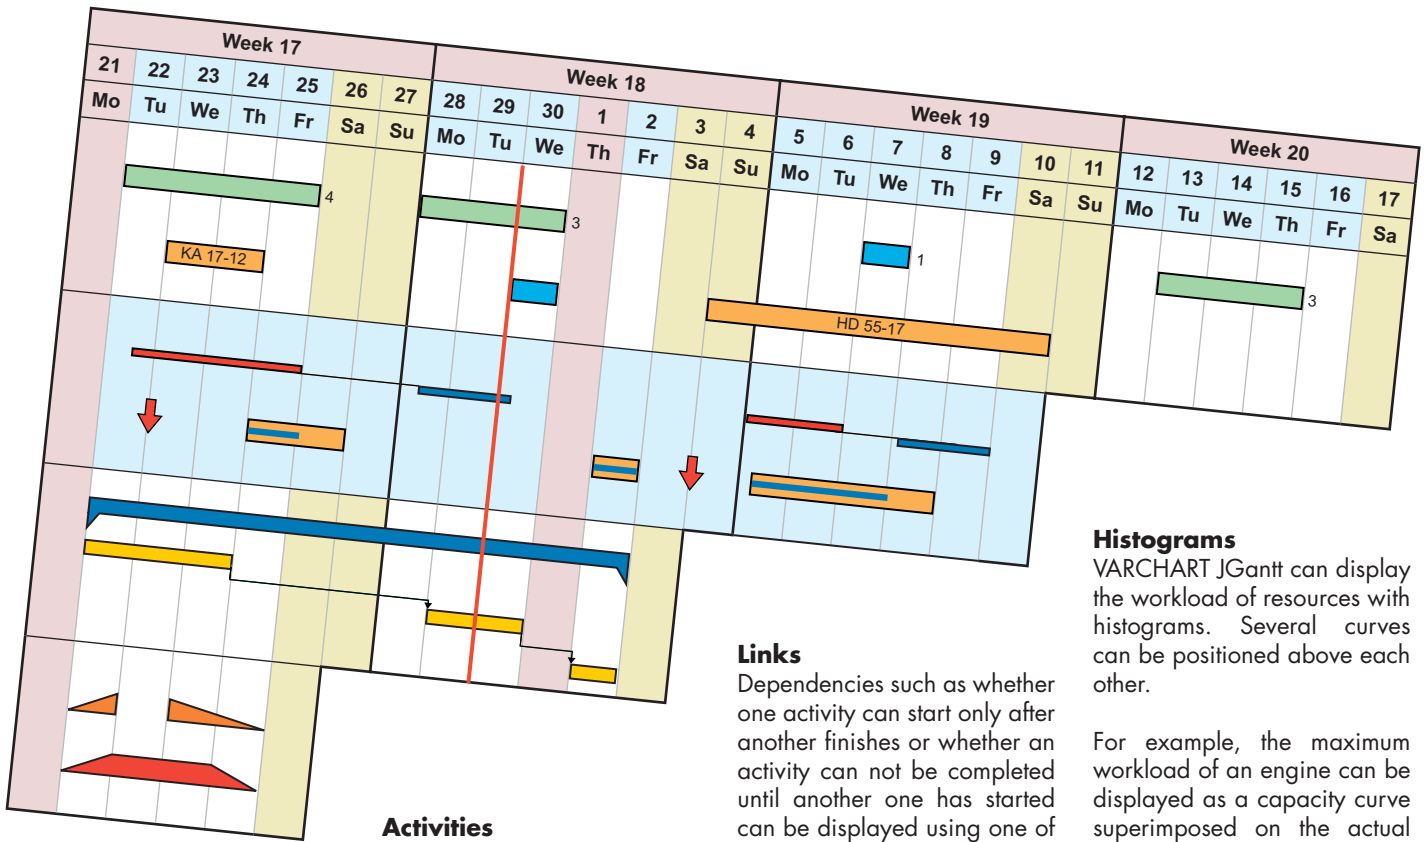 Week 17
Week 18
Week 19
Week 20
21 22 23 24 25 26 27 28 29 30 1 2 3 4 5 6 7 8 9 10 11 12 13 14 15 16 17
Mo Tu We Th Fr Sa Su Mo Tu We Th Fr Sa Su Mo Tu We Th Fr Sa Su Mo Tu We Th Fr Sa
4
3
1
3
KA 17-12
HD 55-17
Activities
Links
Dependencies such as whether
one activity can start only after
another finishes or whether an
activity can not be completed
until another one has started
can be displayed using one of
Histograms
VARCHART JGantt can display
the workload of resources with
histograms. Several curves
can be positioned above each
other.
For example, the maximum
workload of an engine can be
displayed as a capacity curve
superimposed on the actual